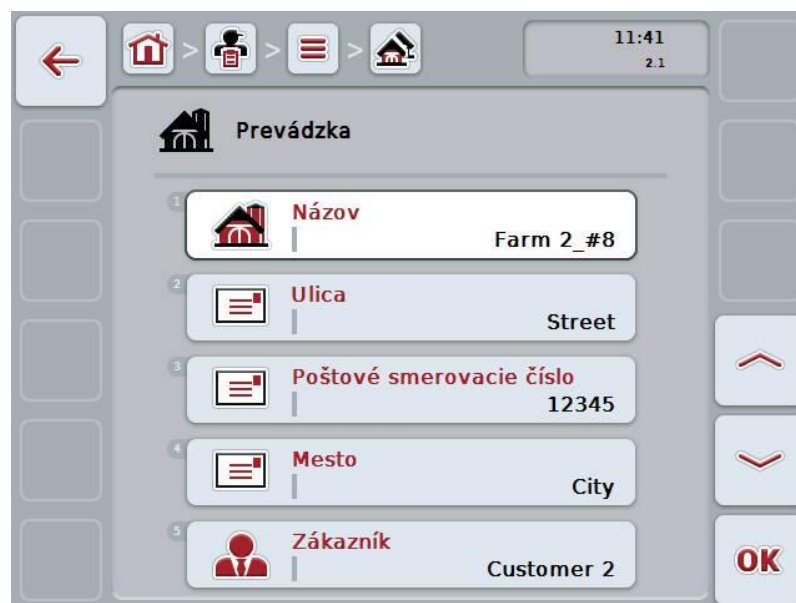 11:41
2.1
Prevádzka
1
Názov
Farm 2_#8
2
Ulica
Street
3
Poštové smerovacie číslo
12345
4
Mesto
City
5
Zákazník
Customer 2
OK